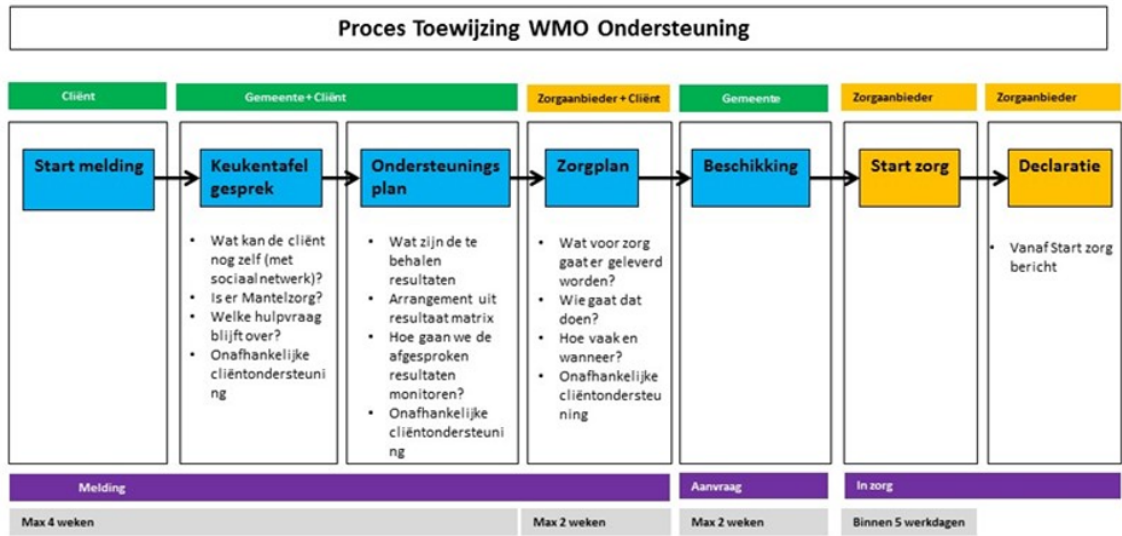 Proces Toewijzing WMO Ondersteuning
Cliënt
Gemeente + Cliënt
Zorgaanbieder + Cliënt
Gemeente
Zorgaanbieder
Zorgaanbieder
Start melding
Keukentafel
gesprek
• Wat kan de cliënt
nog zelf (met
sociaal netwerk)?
• Is er Mantelzorg?
• Welke hulpvraag
blijft over?
• Onafhankelijke
cliëntondersteuni
ng
Ondersteunings
plan
• Wat zijn de te
behalen
resultaten
• Arrangement uit
resultaat matrix
• Hoe gaan we de
afgesproken
resultaten
monitoren?
• Onafhankelijke
cliëntondersteuni
ng
Zorgplan
• Wat voor zorg
gaat er geleverd
worden?
• Wie gaat dat
doen?
• Hoe vaak en
wanneer?
• Onafhankelijke
cliëntondersteu
ning
Beschikking
Start zorg
Declaratie
• Vanaf Start zorg
bericht
Melding
Aanvraag
In zorg
Max 4 weken
Max 2 weken
Max 2 weken
Binnen 5 werkdagen